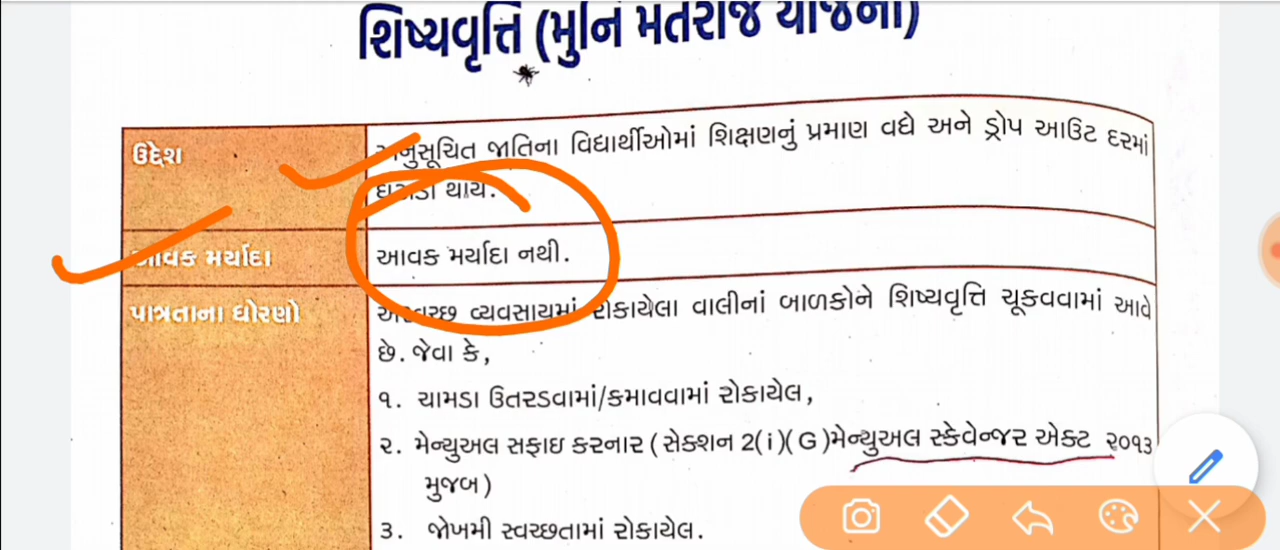 શિષ્યવૃત્તિ (મુનિ મેતરાજ યોજના)
ઉદ્દેશ
અનુસૂચિત જાતિના વિદ્યાર્થીઓમાં શિક્ષણનું પ્રમાણ વધે અને ડ્રોપ આઉટ દરમાં
ઘટાડો થાય.
આવક મર્યાદા
આવક મર્યાદા નથી.
પાત્રતાના ધોરણો
અસ્વચ્છ વ્યવસાયમાં રોકાયેલા વાલીનાં બાળકોને શિષ્યવૃત્તિ ચૂકવવામાં આવે
છે. જેવા કે,
૧. ચામડા ઉતરડવામાં/કમાવવામાં રોકાયેલ,
૨. મેન્યુઅલ સફાઇ કરનાર (સેક્શન 2(i)(G)મેન્યુઅલ સ્કેવેન્જર એક્ટ ૨૦૧૩
મુજબ)
3. જોખમી સ્વચ્છતામાં રોકાયેલ.